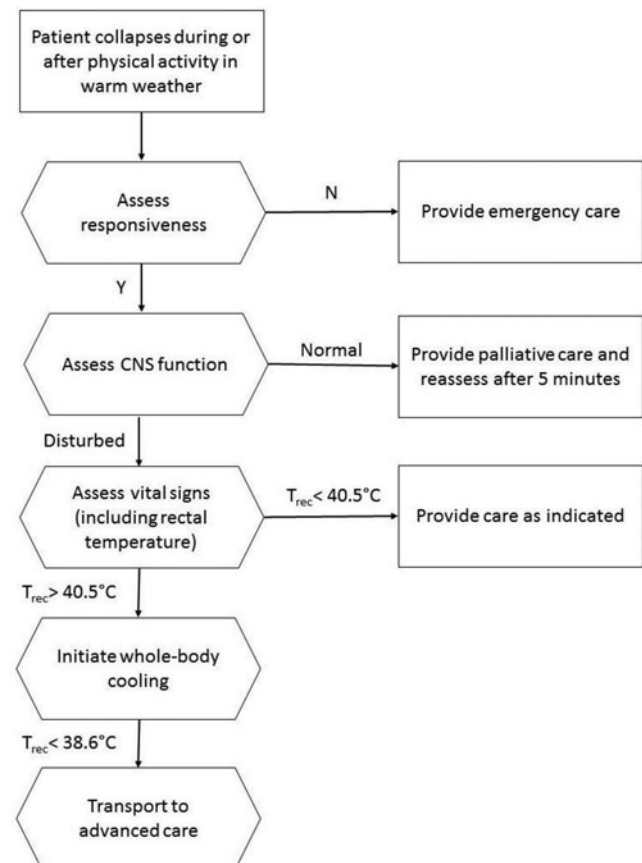 Patient collapses during or
after physical activity in
warm weather
Assess
responsiveness
N
Provide emergency care
Y
Assess CNS function
Normal
Provide palliative care and
reassess after 5 minutes
Disturbed
Assess vital signs
(including rectal
temperature)
Trec< 40.5°C
Provide care as indicated
Trec> 40.5°C
Initiate whole-body
cooling
Trec< 38.6°C
Transport to
advanced care